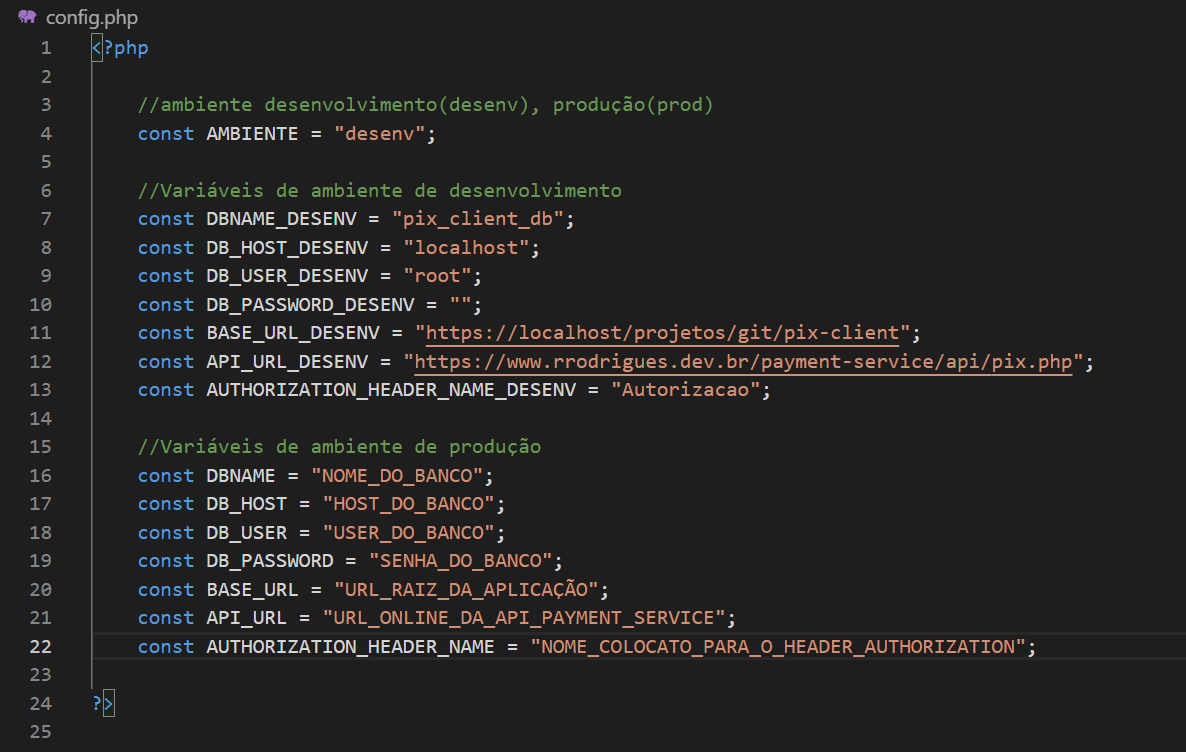 config.php
1 <?php
2
3 //ambiente desenvolvimento(desenv), produção(prod)
4 const AMBIENTE = "desenv";
5
6 //Variáveis de ambiente de desenvolvimento
7 const DBNAME_DESENV = "pix_client_db";
8 const DB_HOST_DESENV = "localhost";
9 const DB_USER_DESENV = "root";
10 const DB_PASSWORD_DESENV = "";
11 const BASE_URL_DESENV = "https://localhost/projetos/git/pix-client";
12 const API_URL_DESENV = "https://www.rrodrigues.dev.br/payment-service/api/pix.php";
13 const AUTHORIZATION_HEADER_NAME_DESENV = "Autorizacao";
14
15 //Variáveis de ambiente de produção
16 const DBNAME = "NOME_DO_BANCO";
17 const DB_HOST = "HOST_DO_BANCO";
18 const DB_USER = "USER_DO_BANCO";
19 const DB_PASSWORD = "SENHA_DO_BANCO";
20 const BASE_URL = "URL_RAIZ_DA_APLICAÇÃO";
21 const API_URL = "URL_ONLINE_DA_API_PAYMENT_SERVICE";
22 const AUTHORIZATION_HEADER_NAME = "NOME_COLOCATO_PARA_O_HEADER_AUTHORIZATION";
23
24 ?>
25